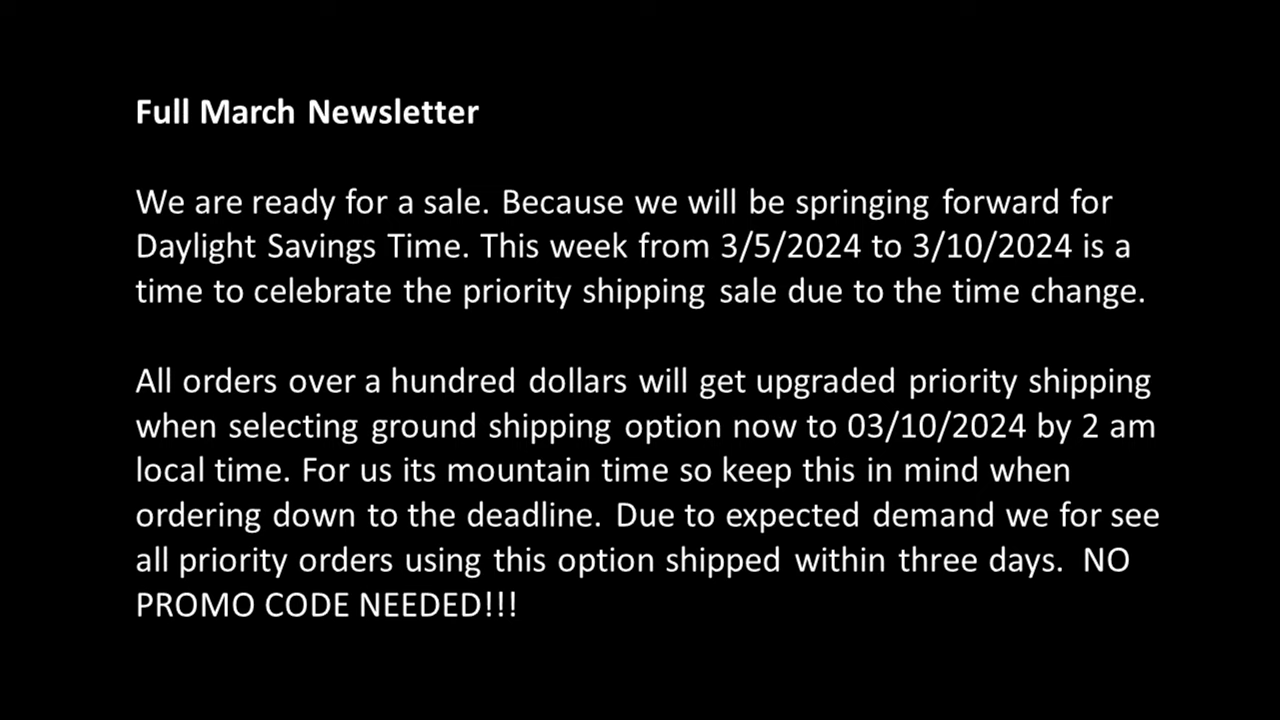 Full March Newsletter
We are ready for a sale. Because we will be springing forward for
Daylight Savings Time. This week from 3/5/2024 to 3/10/2024 is a
time to celebrate the priority shipping sale due to the time change.
All orders over a hundred dollars will get upgraded priority shipping
when selecting ground shipping option now to 03/10/2024 by 2 am
local time. For us its mountain time so keep this in mind when
ordering down to the deadline. Due to expected demand we for see
all priority orders using this option shipped within three days. NO
PROMO CODE NEEDED!!!